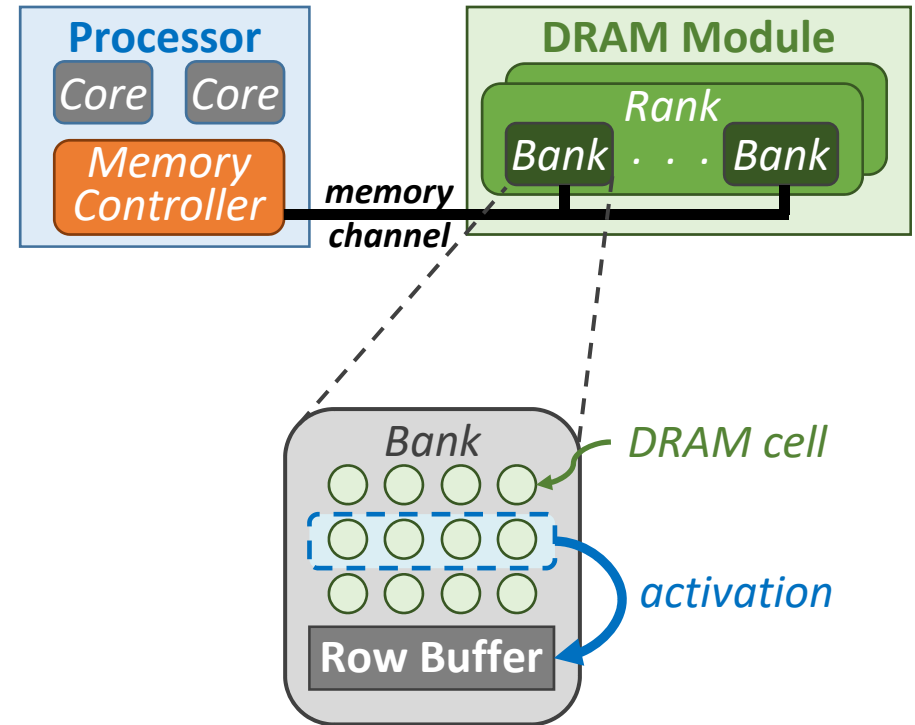 Processor
Core Core
Memory
Controller
memory
channel
DRAM Module
Rank
Bank . . . Bank
Bank
DRAM cell
activation
Row Buffer